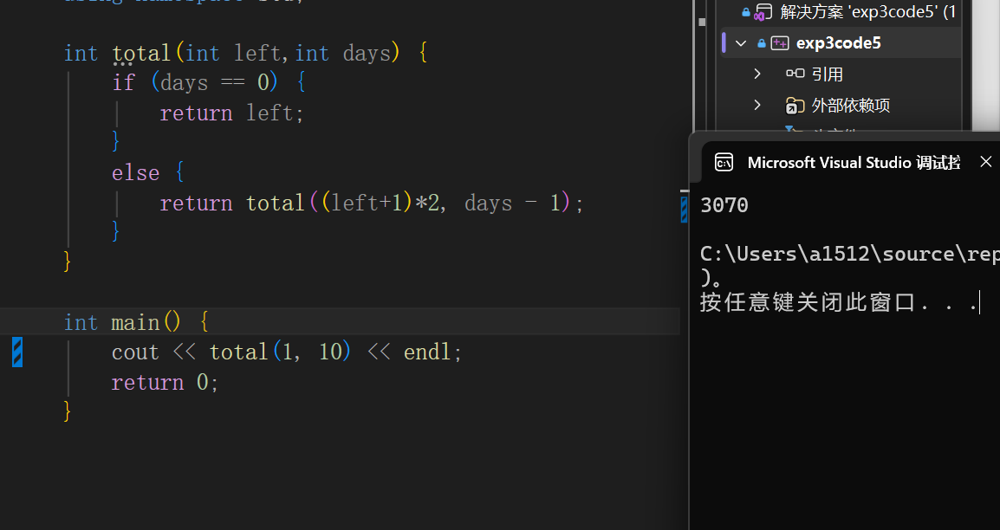 int total(int left,int days) {
if (days == 0) {
return left;
}
else {
return total((left+1)*2, days - 1);
}
}
int main() {
cout << total(1, 10) << endl;
return 0;
}
解决方案 'exp3code5' (1
exp3code5
引用
外部依赖项
Microsoft Visual Studio 调试控
3070
C:\Users\a1512\source\rep
)。
按任意键关闭此窗口. . .